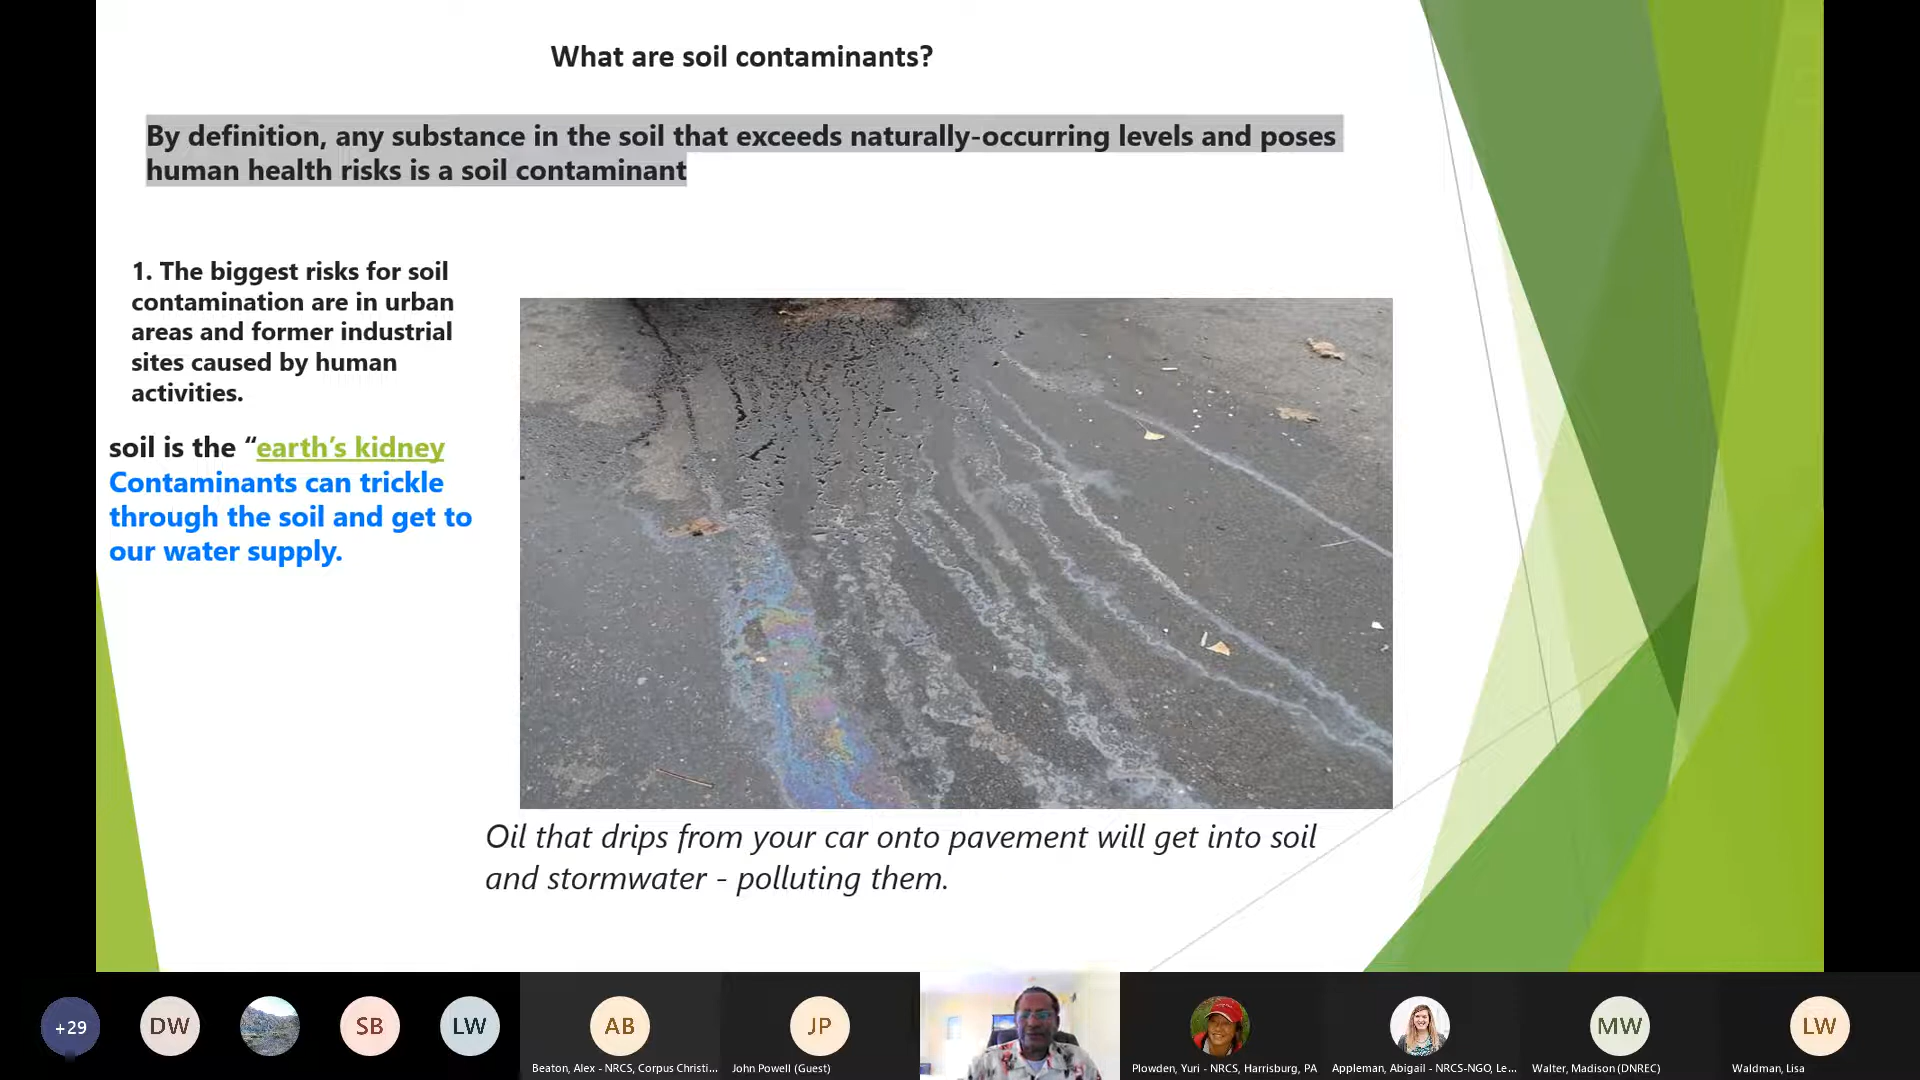 What are soil contaminants?
By definition, any substance in the soil that exceeds naturally-occurring levels and poses
human health risks is a soil contaminant
1. The biggest risks for soil
contamination are in urban
areas and former industrial
sites caused by human
activities.
soil is the “earth’s kidney
Contaminants can trickle
through the soil and get to
our water supply.
Oil that drips from your car onto pavement will get into soil
and stormwater - polluting them.
+29
DW
SB
LW
AB
JP
MW
LW
Beaton, Alex - NRCS, Corpus Christi...
John Powell (Guest)
Plowden, Yuri - NRCS, Harrisburg, PA
Appleman, Abigail - NRCS-NGO, Le...
Walter, Madison (DNREC)
Waldman, Lisa